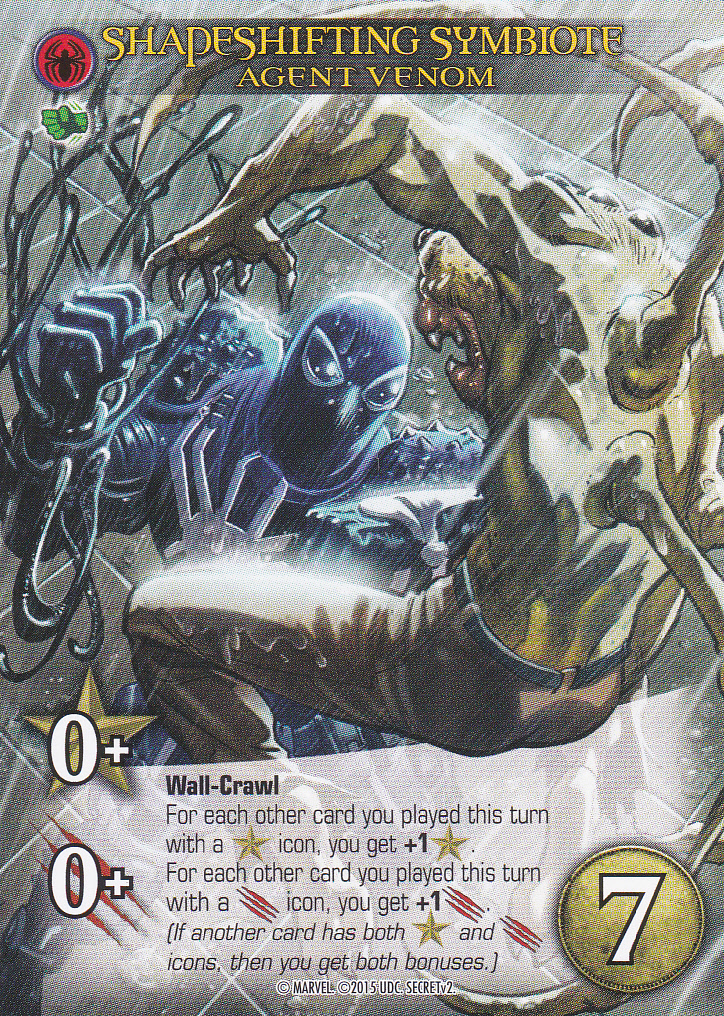 SHAPESHIFTING SYMBIOTE
AGENT VENOM
0+
0+
Wall-Crawl
For each other card you played this turn
with a icon, you get +1 .
For each other card you played this turn
with a icon, you get +1 .
(If another card has both and
icons, then you get both bonuses.)
7
© MARVEL. ©2015 UDC. SECRETv2.